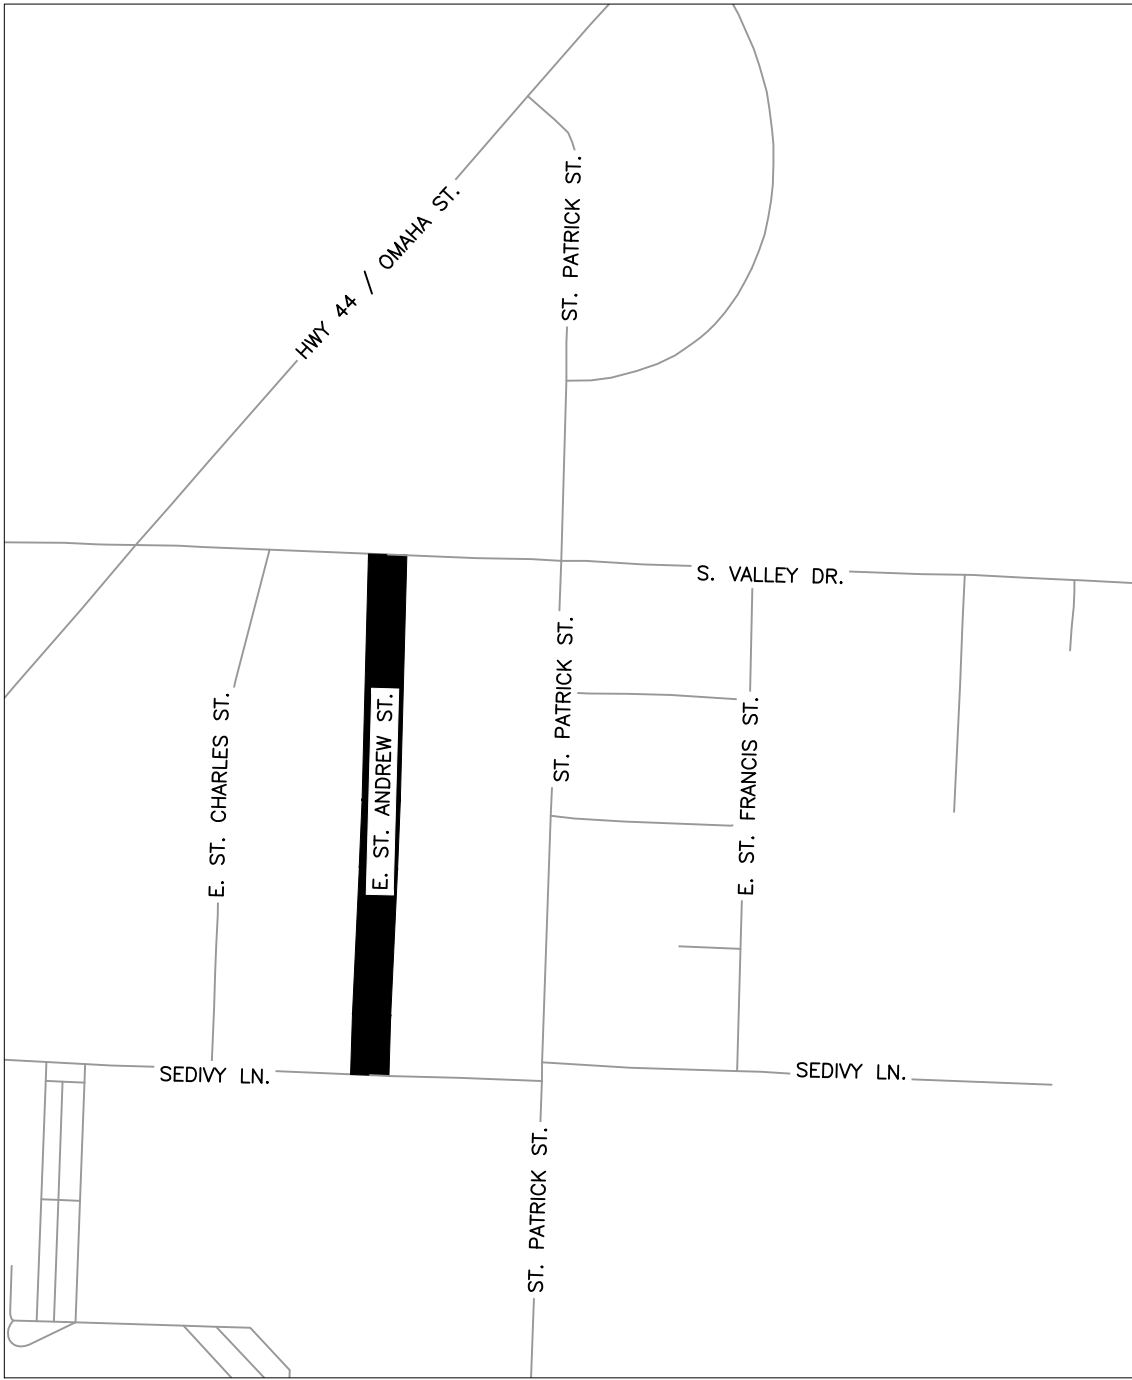 ST. PATRICK ST.
HWY 44 / OMAHA ST.
S. VALLEY DR.
E. ST. CHARLES ST.
E. ST. ANDREW ST.
ST. PATRICK ST.
E. ST. FRANCIS ST.
SEDIVY LN.
SEDIVY LN.
ST. PATRICK ST.